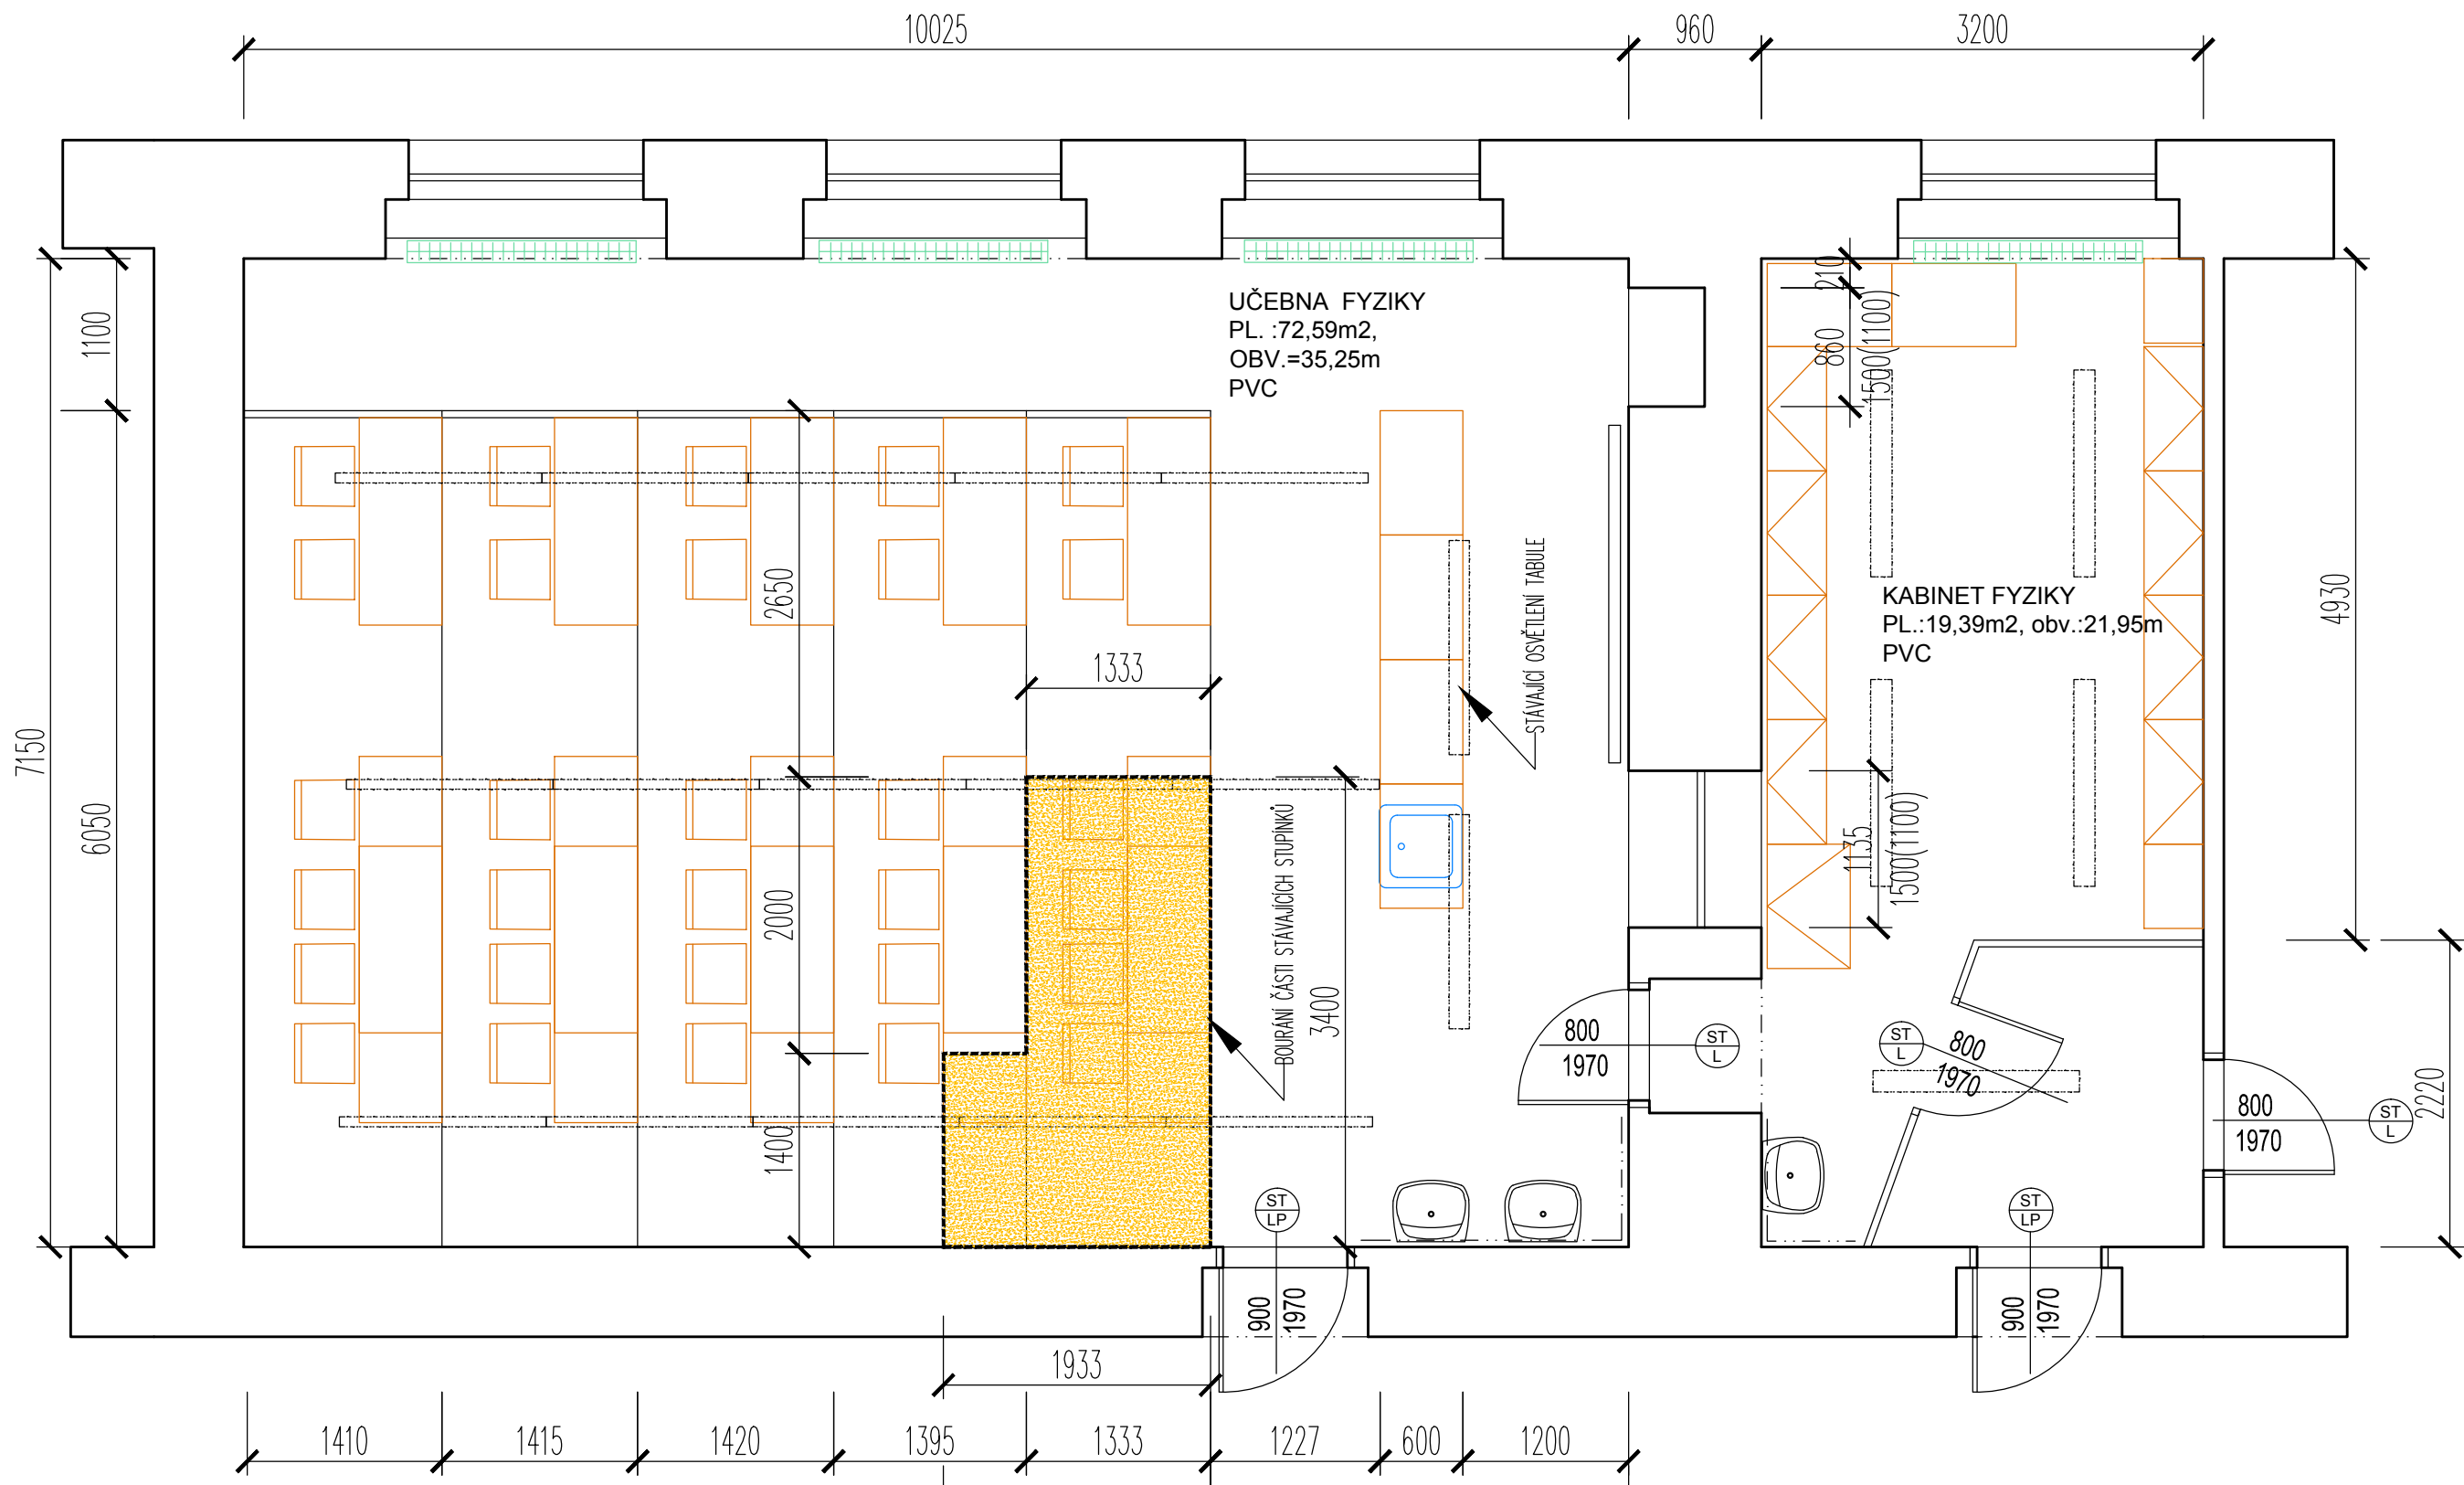 10025
960
3200
UČEBNA FYZIKY
PL. :72,59m2,
OBV.=35,25m
PVC
210
860
1500(1100)
1100
7150
6050
2650
1333
2000
1400
3400
STÁVAJÍCÍ OSVĚTLENÍ TABULE
BOURÁNÍ ČÁSTI STÁVAJÍCÍCH STUPÍNKŮ
KABINET FYZIKY
PL.:19,39m2, obv.:21,95m
PVC
4930
1135
1500(1100)
2220
800
1970
ST
L
ST
L
800
1970
800
1970
ST
L
ST
LP
900
1970
ST
LP
900
1970
1933
1410
1415
1420
1395
1333
1227
600
1200